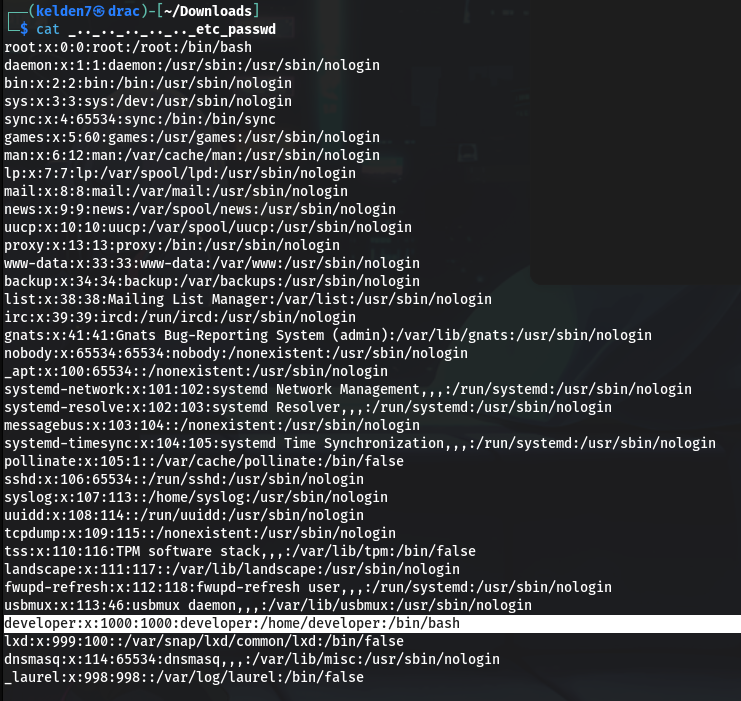 ┌──(kelden7㉿drac)-[~/Downloads]
└─$ cat _.._.._.._.._.._etc_passwd
root:x:0:0:root:/root:/bin/bash
daemon:x:1:1:daemon:/usr/sbin:/usr/sbin/nologin
bin:x:2:2:bin:/bin:/usr/sbin/nologin
sys:x:3:3:sys:/dev:/usr/sbin/nologin
sync:x:4:65534:sync:/bin:/bin/sync
games:x:5:60:games:/usr/games:/usr/sbin/nologin
man:x:6:12:man:/var/cache/man:/usr/sbin/nologin
lp:x:7:7:lp:/var/spool/lpd:/usr/sbin/nologin
mail:x:8:8:mail:/var/mail:/usr/sbin/nologin
news:x:9:9:news:/var/spool/news:/usr/sbin/nologin
uucp:x:10:10:uucp:/var/spool/uucp:/usr/sbin/nologin
proxy:x:13:13:proxy:/bin:/usr/sbin/nologin
www-data:x:33:33:www-data:/var/www:/usr/sbin/nologin
backup:x:34:34:backup:/var/backups:/usr/sbin/nologin
list:x:38:38:Mailing List Manager:/var/list:/usr/sbin/nologin
irc:x:39:39:ircd:/run/ircd:/usr/sbin/nologin
gnats:x:41:41:Gnats Bug-Reporting System (admin):/var/lib/gnats:/usr/sbin/nologin
nobody:x:65534:65534:nobody:/nonexistent:/usr/sbin/nologin
_apt:x:100:65534::/nonexistent:/usr/sbin/nologin
systemd-network:x:101:102:systemd Network Management,,,:/run/systemd:/usr/sbin/nologin
systemd-resolve:x:102:103:systemd Resolver,,,:/run/systemd:/usr/sbin/nologin
messagebus:x:103:104::/nonexistent:/usr/sbin/nologin
systemd-timesync:x:104:105:systemd Time Synchronization,,,:/run/systemd:/usr/sbin/nologin
pollinate:x:105:1::/var/cache/pollinate:/bin/false
sshd:x:106:65534::/run/sshd:/usr/sbin/nologin
syslog:x:107:113::/home/syslog:/usr/sbin/nologin
uuidd:x:108:114::/run/uuidd:/usr/sbin/nologin
tcpdump:x:109:115::/nonexistent:/usr/sbin/nologin
tss:x:110:116:TPM software stack,,,:/var/lib/tpm:/bin/false
landscape:x:111:117::/var/lib/landscape:/usr/sbin/nologin
fwupd-refresh:x:112:118:fwupd-refresh user,,,:/run/systemd:/usr/sbin/nologin
usbmux:x:113:46:usbmux daemon,,,:/var/lib/usbmux:/usr/sbin/nologin
developer:x:1000:1000:developer:/home/developer:/bin/bash
lxd:x:999:100::/var/snap/lxd/common/lxd:/bin/false
dnsmasq:x:114:65534:dnsmasq,,,:/var/lib/misc:/usr/sbin/nologin
_laurel:x:998:998::/var/log/laurel:/bin/false